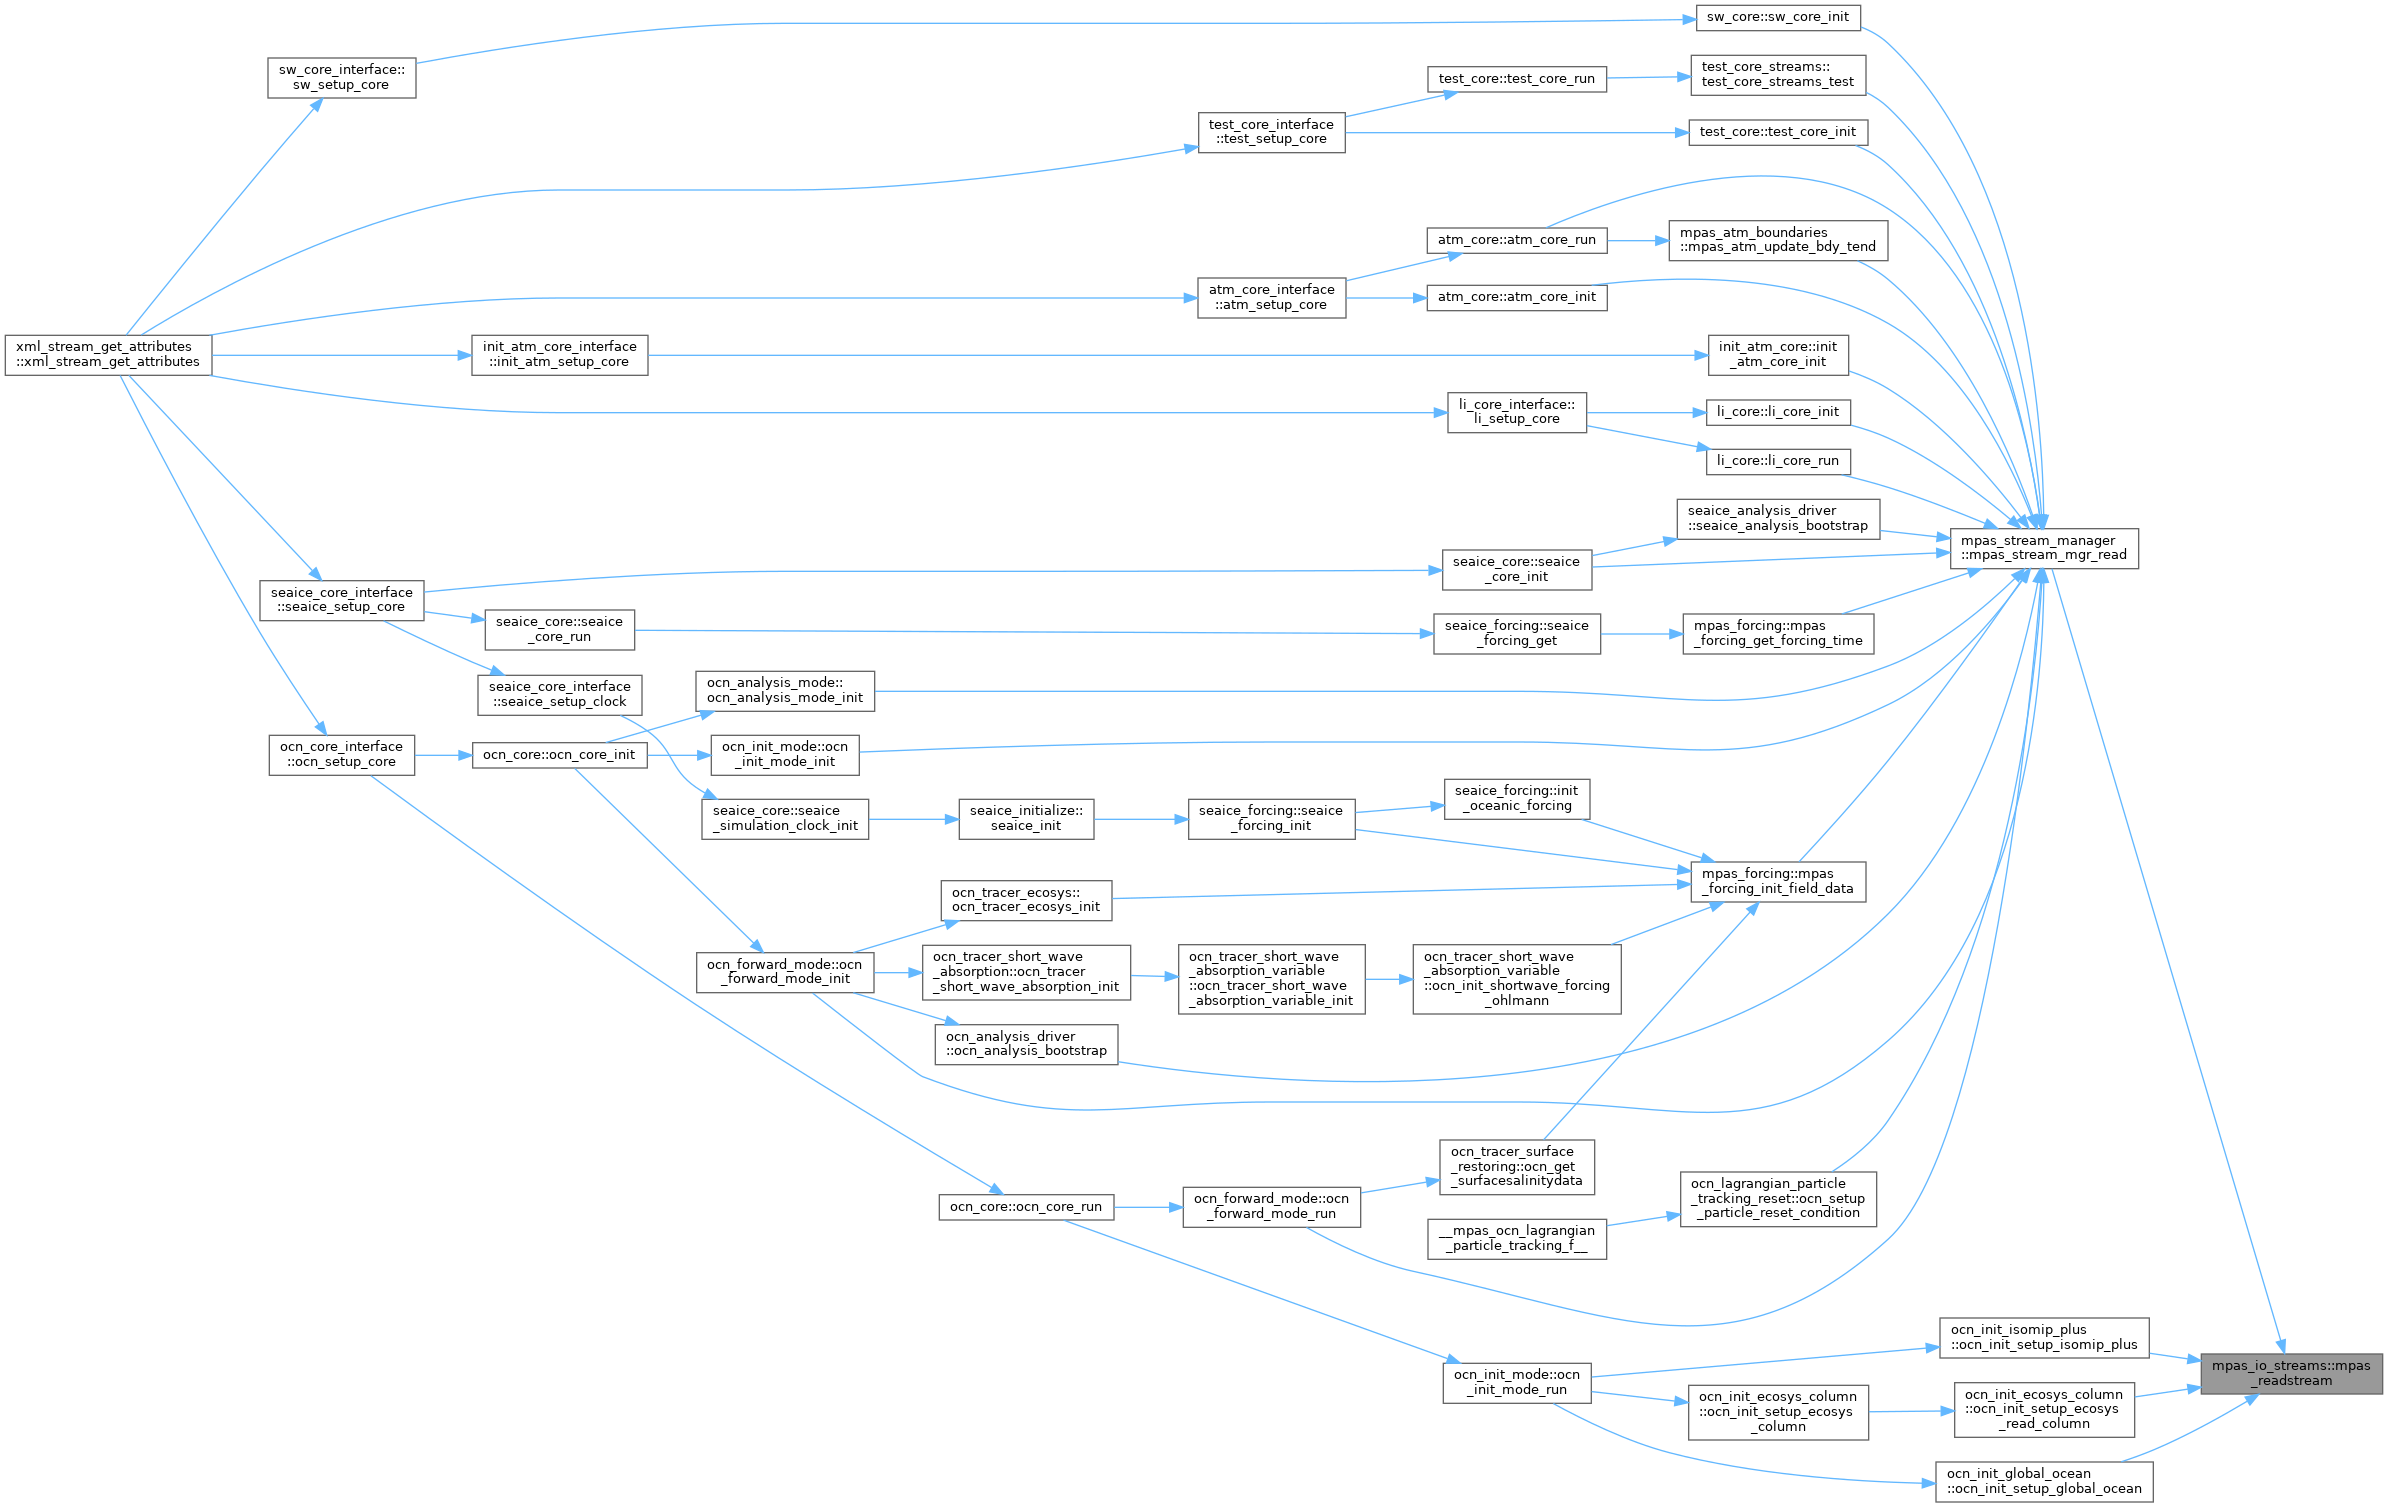 sw_core::sw_core_init
sw_core_interface::
sw_setup_core
test_core_streams::
test_core_streams_test
test_core::test_core_run
test_core_interface
::test_setup_core
test_core::test_core_init
mpas_atm_boundaries
::mpas_atm_update_bdy_tend
atm_core::atm_core_run
atm_core_interface
::atm_setup_core
atm_core::atm_core_init
xml_stream_get_attributes
::xml_stream_get_attributes
init_atm_core_interface
::init_atm_setup_core
init_atm_core::init
_atm_core_init
li_core_interface::
li_setup_core
li_core::li_core_init
li_core::li_core_run
seaice_analysis_driver
::seaice_analysis_bootstrap
mpas_stream_manager
::mpas_stream_mgr_read
seaice_core::seaice
_core_init
seaice_core_interface
::seaice_setup_core
seaice_core::seaice
_core_run
seaice_forcing::seaice
_forcing_get
mpas_forcing::mpas
_forcing_get_forcing_time
seaice_core_interface
::seaice_setup_clock
ocn_analysis_mode::
ocn_analysis_mode_init
ocn_core_interface
::ocn_setup_core
ocn_core::ocn_core_init
ocn_init_mode::ocn
_init_mode_init
seaice_core::seaice
_simulation_clock_init
seaice_initialize::
seaice_init
seaice_forcing::seaice
_forcing_init
seaice_forcing::init
_oceanic_forcing
mpas_forcing::mpas
_forcing_init_field_data
ocn_tracer_ecosys::
ocn_tracer_ecosys_init
ocn_forward_mode::ocn
_forward_mode_init
ocn_tracer_short_wave
_absorption::ocn_tracer
_short_wave_absorption_init
ocn_tracer_short_wave
_absorption_variable
::ocn_tracer_short_wave
_absorption_variable_init
ocn_tracer_short_wave
_absorption_variable
::ocn_init_shortwave_forcing
_ohlmann
ocn_analysis_driver
::ocn_analysis_bootstrap
ocn_tracer_surface
_restoring::ocn_get
_surfacesalinitydata
ocn_lagrangian_particle
_tracking_reset::ocn_setup
_particle_reset_condition
ocn_core::ocn_core_run
ocn_forward_mode::ocn
_forward_mode_run
__mpas_ocn_lagrangian
_particle_tracking_f__
ocn_init_isomip_plus
::ocn_init_setup_isomip_plus
mpas_io_streams::mpas
_readstream
ocn_init_mode::ocn
_init_mode_run
ocn_init_ecosys_column
::ocn_init_setup_ecosys
_column
ocn_init_ecosys_column
::ocn_init_setup_ecosys
_read_column
ocn_init_global_ocean
::ocn_init_setup_global_ocean